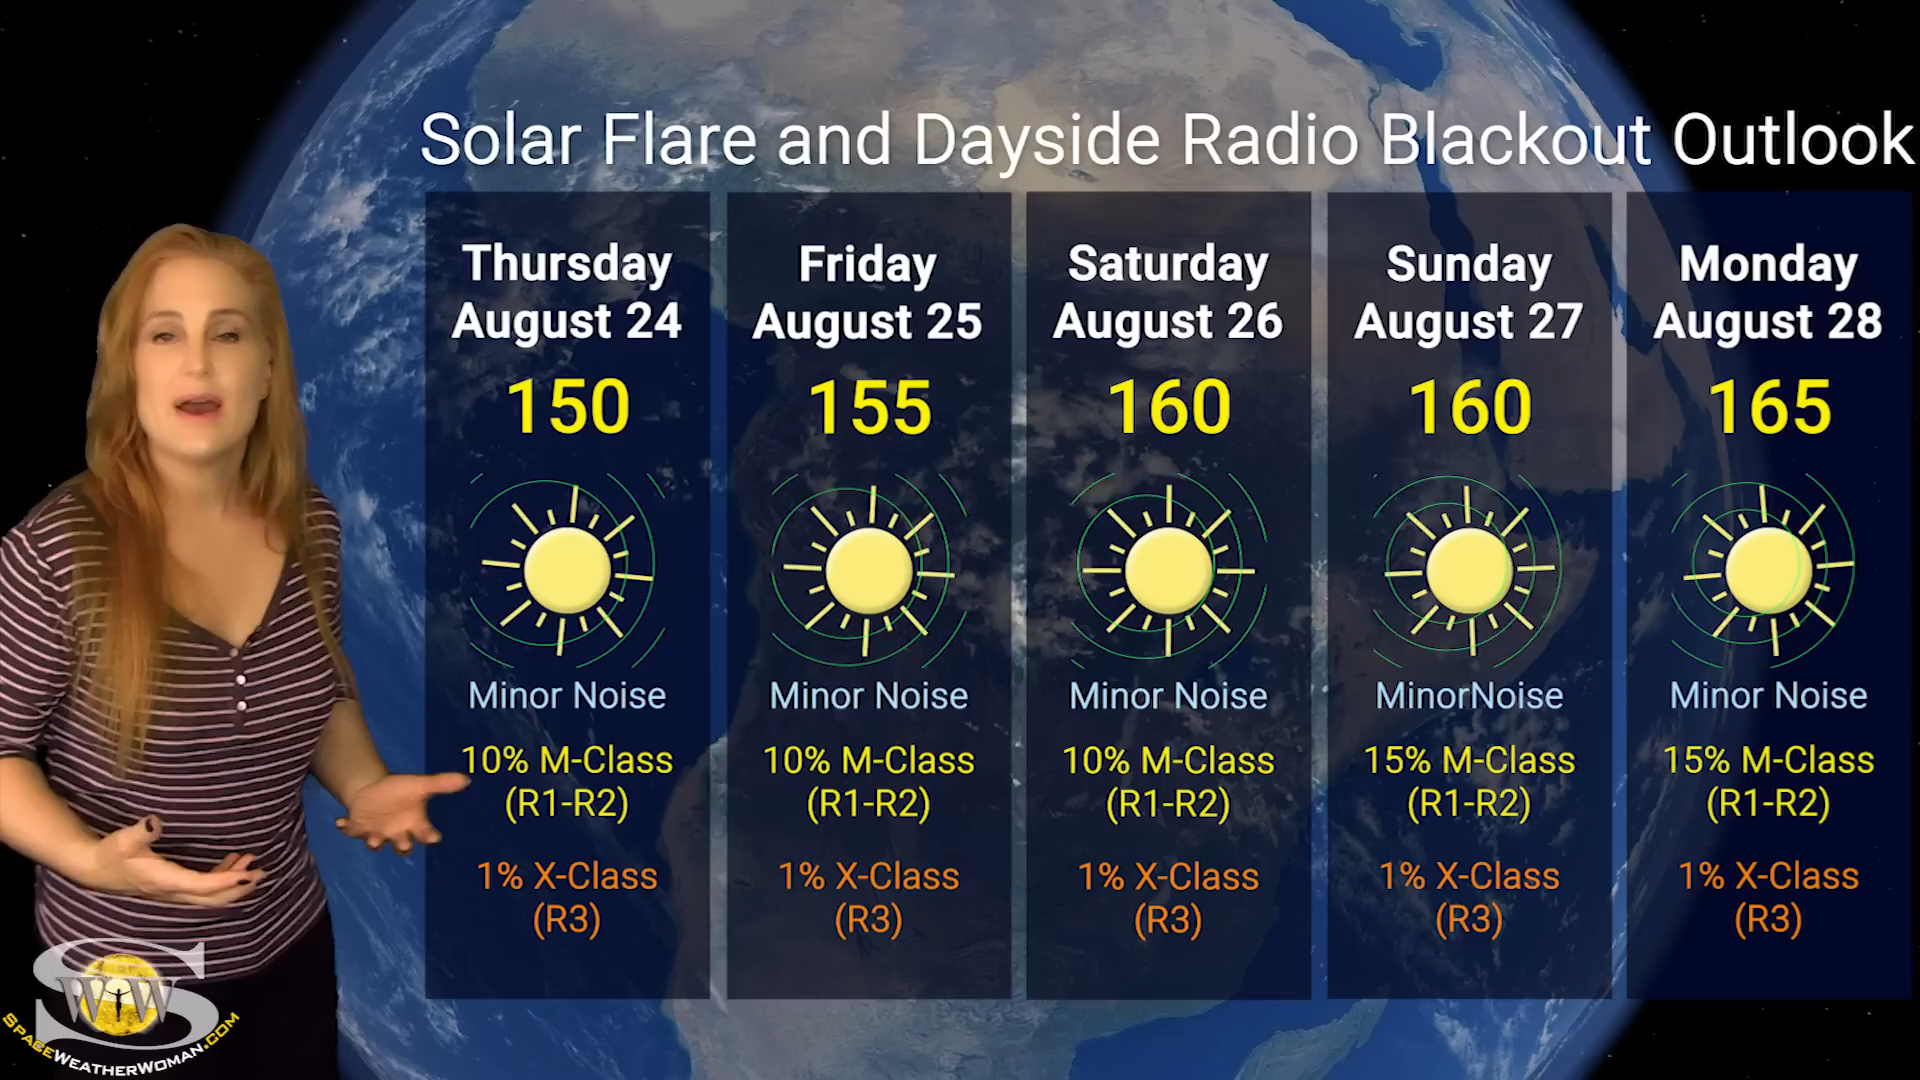 Solar Flare and Dayside Radio Blackout Outlook
Thursday
August 24
150
Minor Noise
10% M-Class
(R1-R2)
1% X-Class
(R3)
Friday
August 25
155
Minor Noise
10% M-Class
(R1-R2)
1% X-Class
(R3)
Saturday
August 26
160
Minor Noise
10% M-Class
(R1-R2)
1% X-Class
(R3)
Sunday
August 27
160
MinorNoise
15% M-Class
(R1-R2)
1% X-Class
(R3)
Monday
August 28
165
Minor Noise
15% M-Class
(R1-R2)
1% X-Class
(R3)
SWW
SPACEWEATHERWOMAN.COM